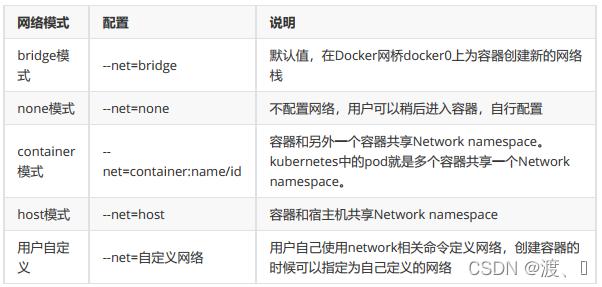 网络模式 配置 说明
bridge模
式
--net=bridge
默认值，在Docker网桥docker0上为容器创建新的网络
栈
none模式 --net=none 不配置网络，用户可以稍后进入容器，自行配置
container
模式
--
net=container:name/id
容器和另外一个容器共享Network namespace。
kubernetes中的pod就是多个容器共享一个Network
namespace。
host模式 --net=host 容器和宿主机共享Network namespace
用户自定
义
--net=自定义网络
用户自己使用network相关命令定义网络，创建容器的
时候可以指定为自己定义的网络
CSDN @渡、